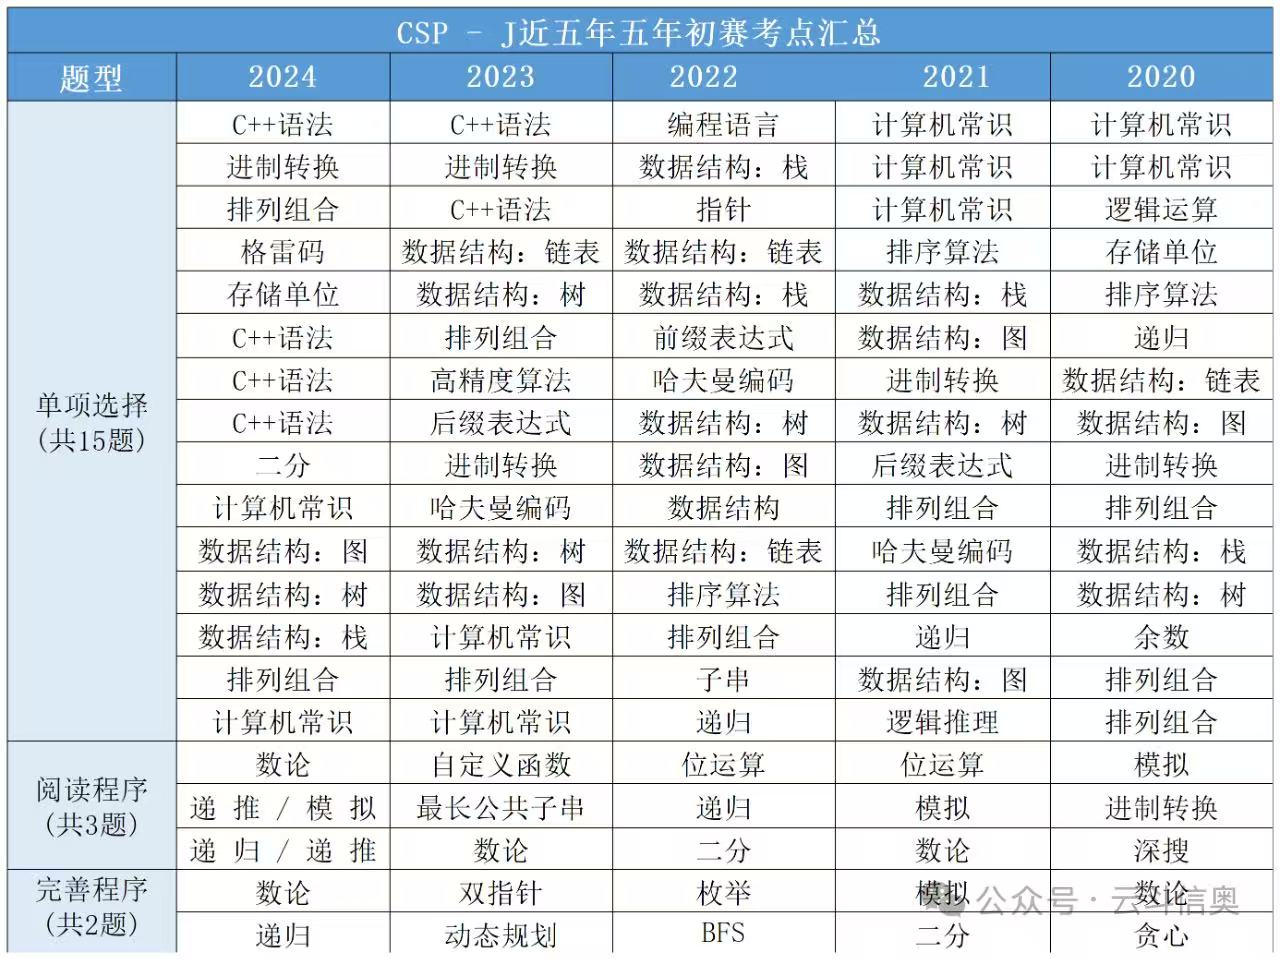 CSP - J近五年五年初赛考点汇总
题型 2024 2023 2022 2021 2020
单项选择
(共15题)
C++语法 C++语法 编程语言 计算机常识 计算机常识
进制转换 进制转换 数据结构：栈 计算机常识 计算机常识
排列组合 C++语法 指针 计算机常识 逻辑运算
格雷码 数据结构：链表 数据结构：链表 排序算法 存储单位
存储单位 数据结构：树 数据结构：栈 数据结构：栈 排序算法
C++语法 排列组合 前缀表达式 数据结构：图 递归
C++语法 高精度算法 哈夫曼编码 进制转换 数据结构：链表
C++语法 后缀表达式 数据结构：树 数据结构：树 数据结构：图
二分 进制转换 数据结构：图 后缀表达式 进制转换
计算机常识 哈夫曼编码 数据结构 排列组合 排列组合
数据结构：图 数据结构：树 数据结构：链表 哈夫曼编码 数据结构：栈
数据结构：树 数据结构：图 排序算法 排列组合 数据结构：树
数据结构：栈 计算机常识 排列组合 递归 余数
排列组合 排列组合 子串 数据结构：图 排列组合
计算机常识 计算机常识 递归 逻辑推理 排列组合
阅读程序
(共3题)
数论 自定义函数 位运算 位运算 模拟
递推/模拟 最长公共子串 递归 模拟 进制转换
递归/递推 数论 二分 数论 深搜
完善程序
(共2题)
数论 双指针 枚举 模拟 数论
递归 动态规划 BFS 二分 贪心
公众号·云斗信奥